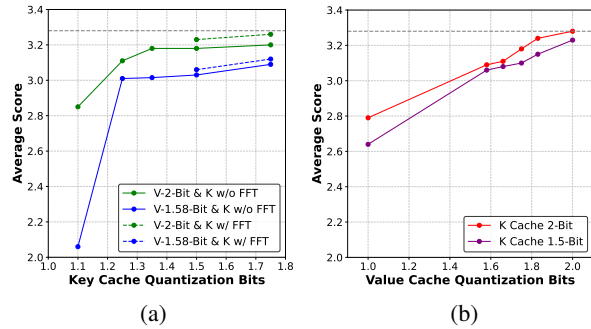 3.4
3.2
3.0
2.8
2.6
2.4
2.2
2.0
Average Score
1.0 1.1 1.2 1.3 1.4 1.5 1.6 1.7 1.8
Key Cache Quantization Bits
V-2-Bit & K w/o FFT
V-1.58-Bit & K w/o FFT
V-2-Bit & K w/ FFT
V-1.58-Bit & K w/ FFT
(a)
3.4
3.2
3.0
2.8
2.6
2.4
2.2
2.0
Average Score
1.0 1.2 1.4 1.6 1.8 2.0
Value Cache Quantization Bits
K Cache 2-Bit
K Cache 1.5-Bit
(b)